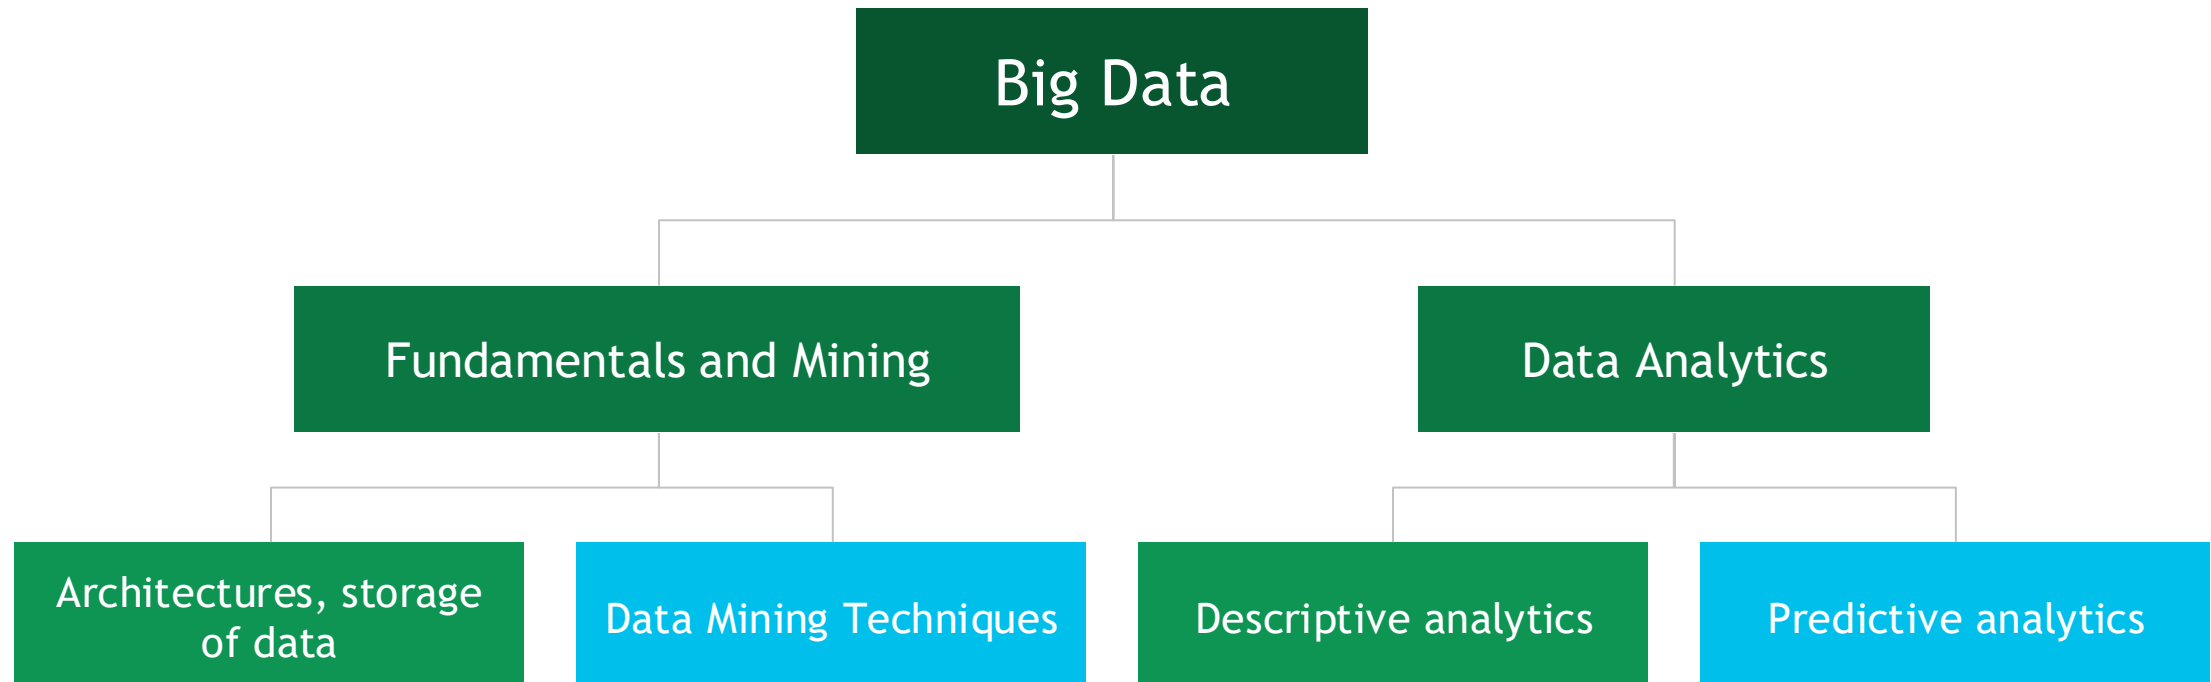 Big Data
Fundamentals and Mining
Data Analytics
Architectures, storage
of data
Data Mining Techniques
Descriptive analytics
Predictive analytics